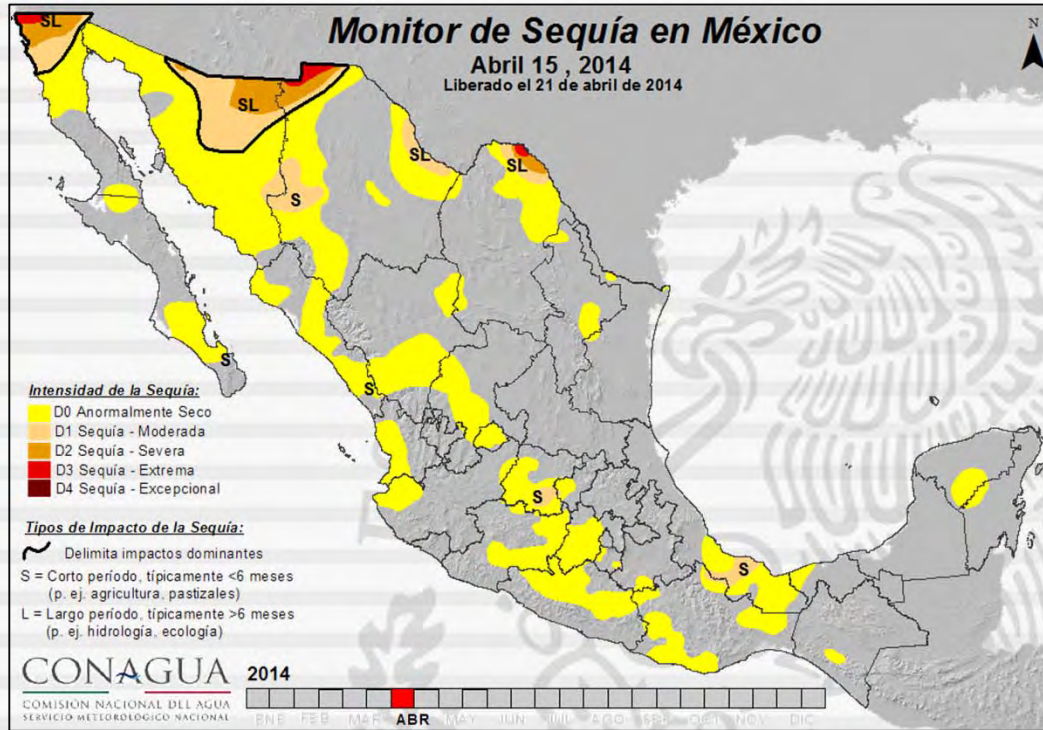 Monitor de Sequía en México
Abril 15 , 2014
Liberado el 21 de abril de 2014
N
SL
SL
SL
SL
S
S
S
S
S
Intensidad de la Sequía:
D0 Anormalmente Seco
D1 Sequía - Moderada
D2 Sequía - Severa
D3 Sequía - Extrema
D4 Sequía - Excepcional
Tipos de Impacto de la Sequía:
Delimita impactos dominantes
S = Corto período, típicamente <6 meses
(p. ej. agricultura, pastizales)
L = Largo período, típicamente >6 meses
(p. ej. hidrología, ecología)
CONAGUA
COMISIÓN NACIONAL DEL AGUA
SERVICIO METEOROLÓGICO NACIONAL
2014
ENE FEB MAR ABR MAY JUN JUL AGO SEP OCT NOV DIC